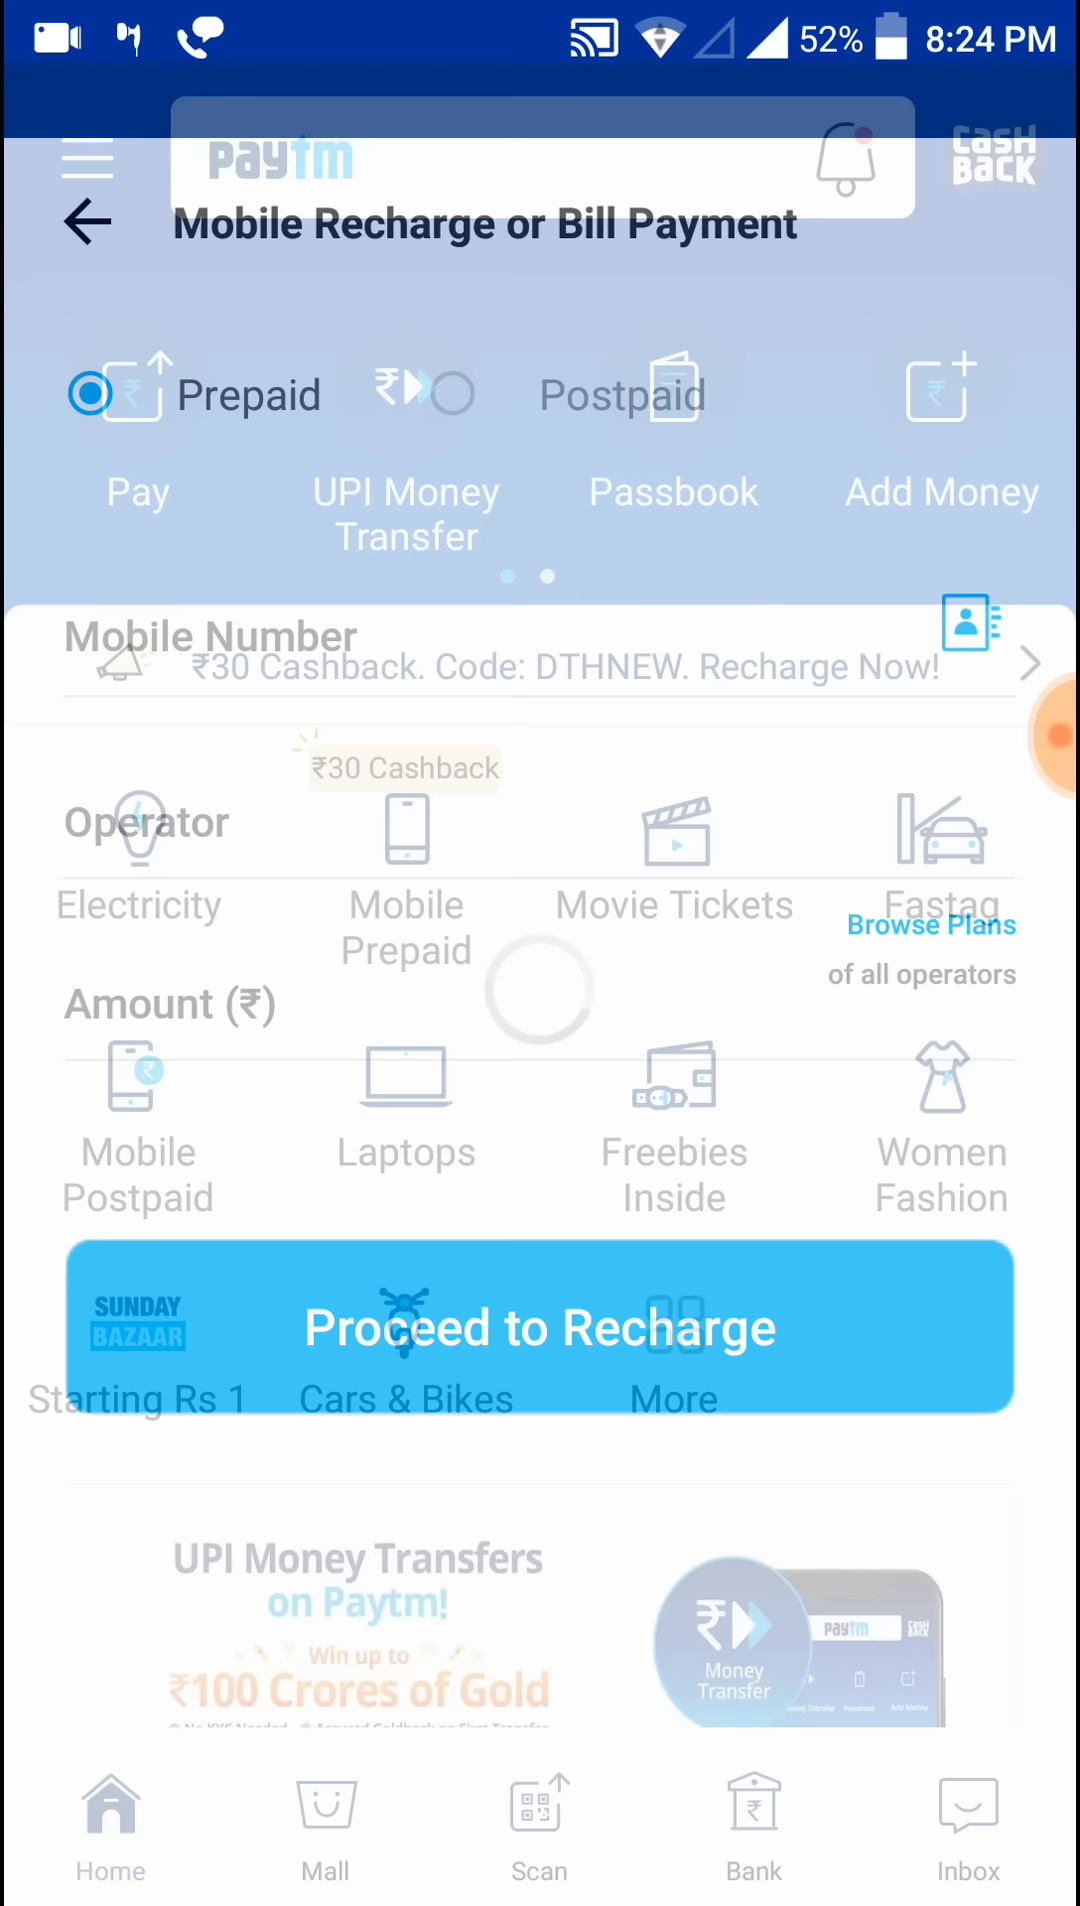 52% 8:24 PM
paytm
CASH BACK
Mobile Recharge or Bill Payment
Prepaid Postpaid
Pay UPI Money Transfer Passbook Add Money
Mobile Number
₹30 Cashback. Code: DTHNEW. Recharge Now!
₹30 Cashback
Operator
Electricity Mobile Prepaid Movie Tickets Fastag
Browse Plans
of all operators
Amount (₹)
Mobile Postpaid Laptops Freebies Inside Women Fashion
SUNDAY BAZAAR
Proceed to Recharge
Starting Rs 1 Cars & Bikes More
UPI Money Transfers
on Paytm!
Win up to
₹100 Crores of Gold
Money Transfer
paytm
Home Mall Scan Bank Inbox